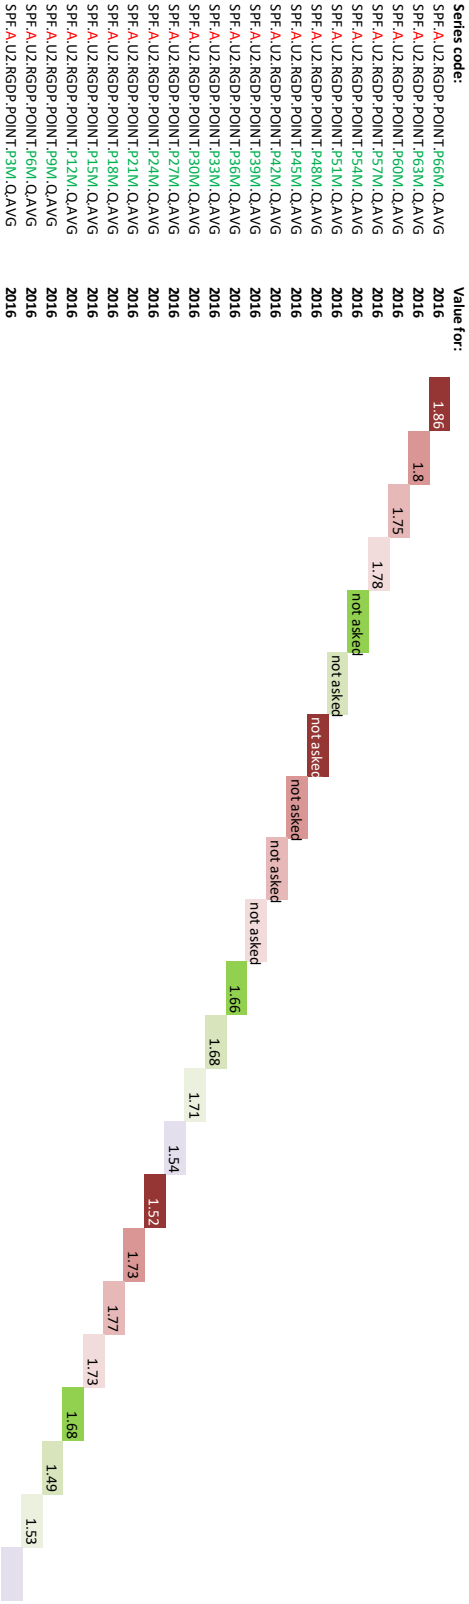 Series code: Value for:
SPF.A.U2.RGDP.POINT.P66M.Q.AVG 2016 1.86
SPF.A.U2.RGDP.POINT.P63M.Q.AVG 2016 1.8
SPF.A.U2.RGDP.POINT.P60M.Q.AVG 2016 1.75
SPF.A.U2.RGDP.POINT.P57M.Q.AVG 2016 1.78
SPF.A.U2.RGDP.POINT.P54M.Q.AVG 2016 not asked
SPF.A.U2.RGDP.POINT.P51M.Q.AVG 2016 not asked
SPF.A.U2.RGDP.POINT.P48M.Q.AVG 2016 not asked
SPF.A.U2.RGDP.POINT.P45M.Q.AVG 2016 not asked
SPF.A.U2.RGDP.POINT.P42M.Q.AVG 2016 not asked
SPF.A.U2.RGDP.POINT.P39M.Q.AVG 2016 not asked
SPF.A.U2.RGDP.POINT.P36M.Q.AVG 2016 1.66
SPF.A.U2.RGDP.POINT.P33M.Q.AVG 2016 1.68
SPF.A.U2.RGDP.POINT.P30M.Q.AVG 2016 1.71
SPF.A.U2.RGDP.POINT.P27M.Q.AVG 2016 1.54
SPF.A.U2.RGDP.POINT.P24M.Q.AVG 2016 1.52
SPF.A.U2.RGDP.POINT.P21M.Q.AVG 2016 1.73
SPF.A.U2.RGDP.POINT.P18M.Q.AVG 2016 1.77
SPF.A.U2.RGDP.POINT.P15M.Q.AVG 2016 1.73
SPF.A.U2.RGDP.POINT.P12M.Q.AVG 2016 1.68
SPF.A.U2.RGDP.POINT.P9M.Q.AVG 2016 1.49
SPF.A.U2.RGDP.POINT.P6M.Q.AVG 2016 1.53
SPF.A.U2.RGDP.POINT.P3M.Q.AVG 2016